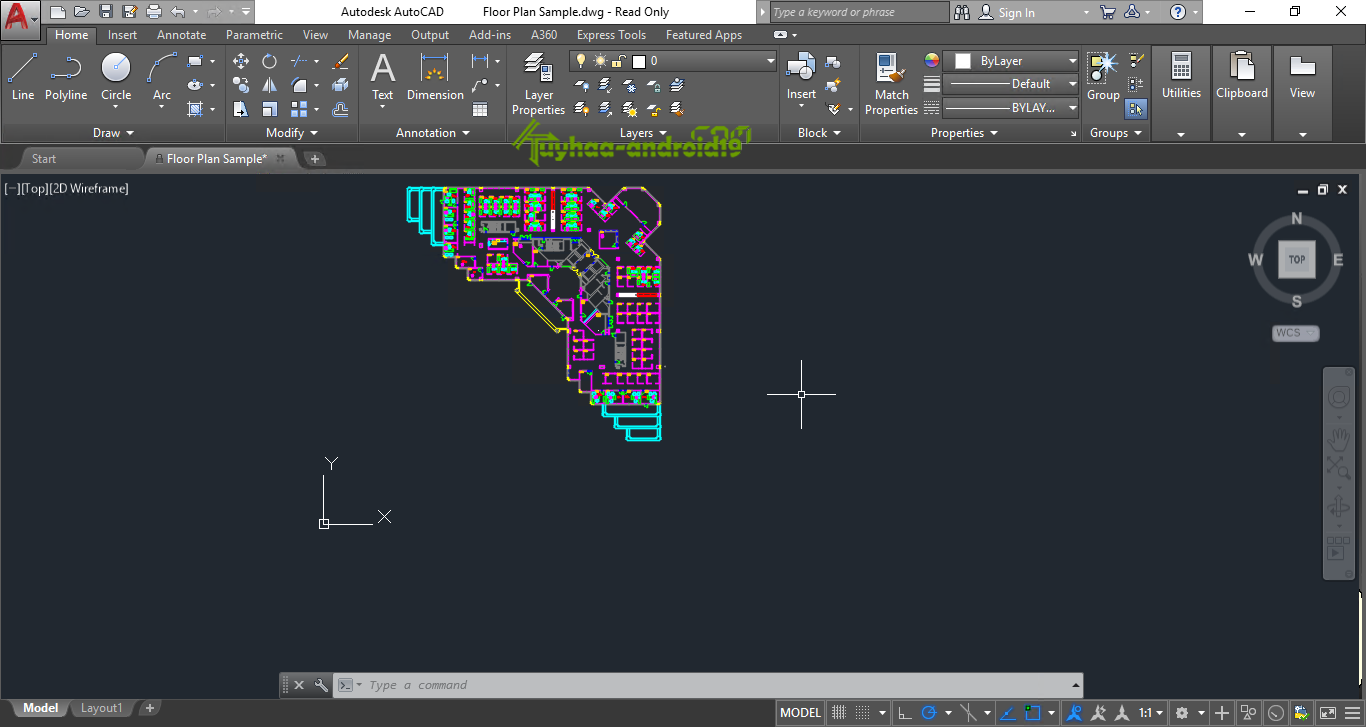 Autodesk AutoCAD Floor Plan Sample.dwg - Read Only
Type a keyword or phrase
Sign In
Home Insert Annotate Parametric View Manage Output Add-ins A360 Express Tools Featured Apps
Line Polyline Circle Arc
Text Dimension
Layer Properties
0
Insert
Match Properties
ByLayer
Default
BYLAY...
Group
Utilities
Clipboard
View
Draw Modify Annotation Layers Block Properties Groups
kuyhaa-android19
.com
Start
Floor Plan Sample*
[−][Top][2D Wireframe]
N
W TOP E
S
WCS
Y
X
Type a command
Model Layout1
MODEL
1:1